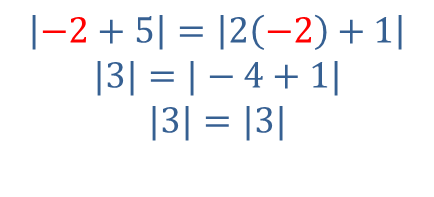 |−2 + 5| = |2(−2) + 1|
|3| = | − 4 + 1|
|3| = |3|